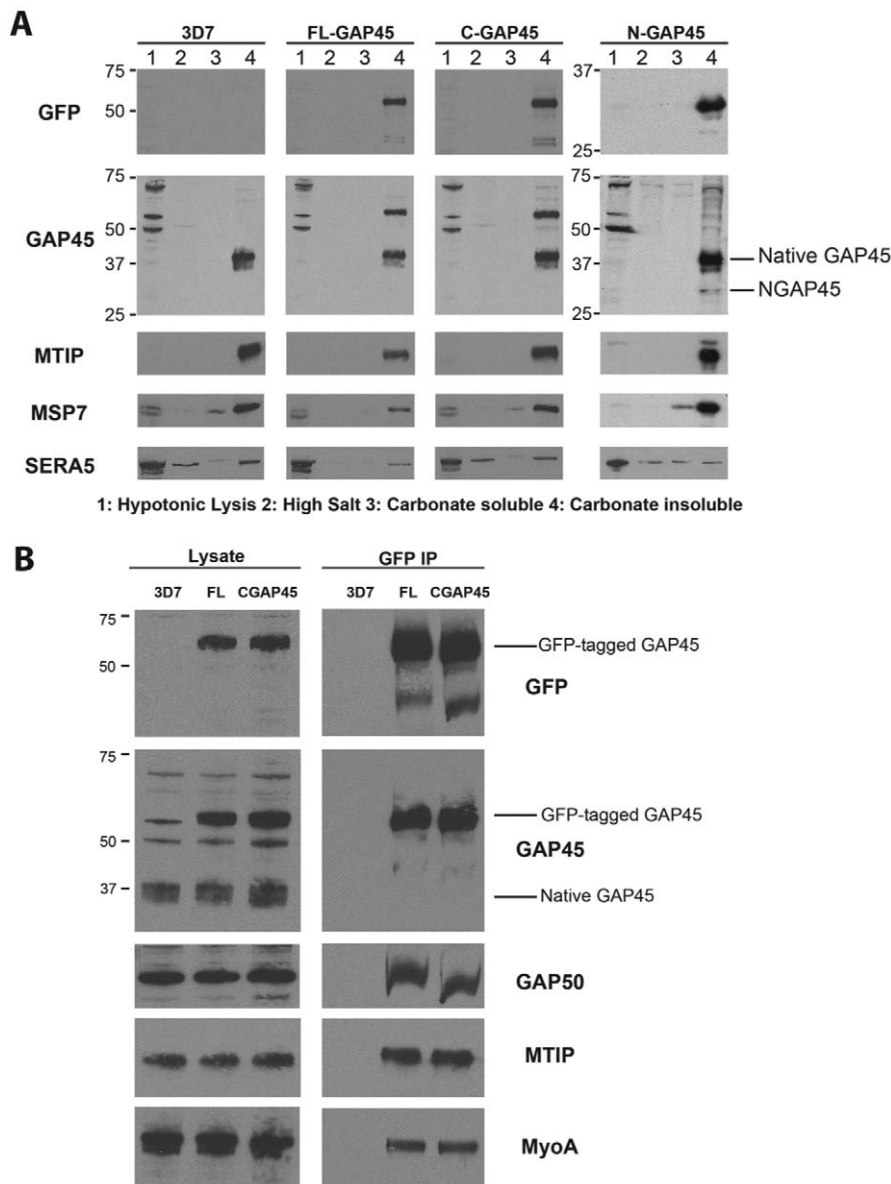 A
3D7 FL-GAP45 C-GAP45 N-GAP45
1 2 3 4 1 2 3 4 1 2 3 4 1 2 3 4
75
50
GFP
37
25
75
50
37
25
GAP45
75
50
37
25
Native GAP45
NGAP45
MTIP
MSP7
SERA5
1: Hypotonic Lysis 2: High Salt 3: Carbonate soluble 4: Carbonate insoluble
B
Lysate GFP IP
3D7 FL CGAP45 3D7 FL CGAP45
75
50
GFP-tagged GAP45
GFP
75
50
37
GFP-tagged GAP45
GAP45
Native GAP45
GAP50
MTIP
MyoA